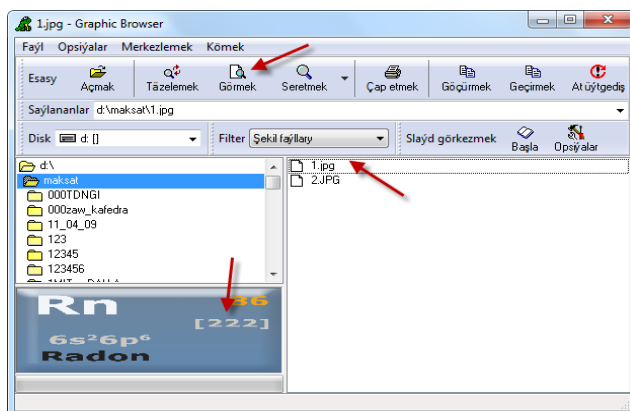 1.jpg - Graphic Browser
Faýl Opsiýalar Merkezlemek Kömek
Esasy Açmak Täzelemek Görmek Seretmek Çap etmek Göçürmek Geçirmek At üýtgediş
Saýlananlar d:\maksat\1.jpg
Disk d: [] Filter Şekil faýllary Slaýd görkezmek Başla Opsiýalar
d:\
maksat
000TDNGI
000zaw_kafedra
11_04_09
123
12345
123456
1.jpg
2.JPG
Rn 86
[222]
6s²6p⁶
Radon